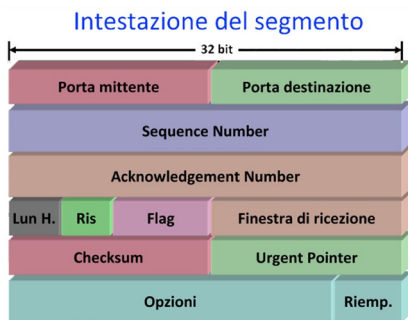 Intestazione del segmento
32 bit
Porta mittente Porta destinazione
Sequence Number
Acknowledgement Number
Lun H. Ris Flag Finestra di ricezione
Checksum Urgent Pointer
Opzioni Riemp.